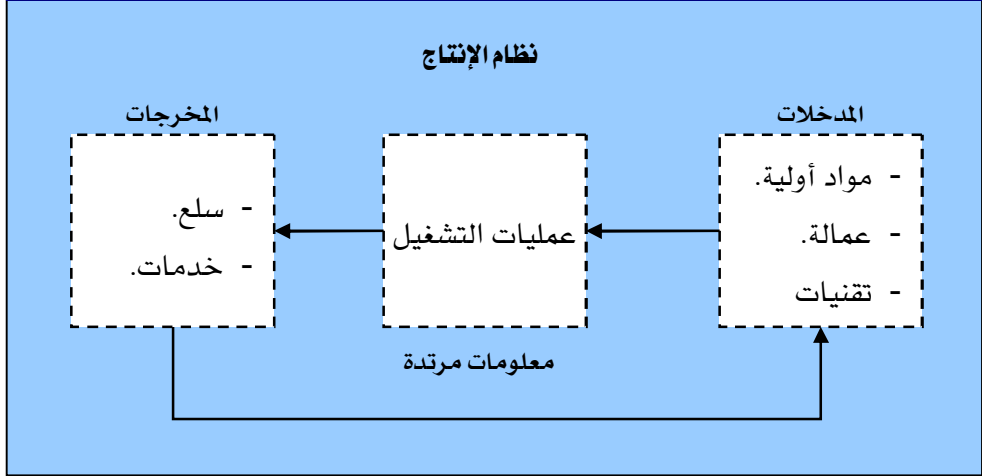 نظام الإنتاج
المدخلات
- مواد أولية.
- عمالة.
- تقنيات
عمليات التشغيل
المخرجات
- سلع.
- خدمات.
معلومات مرتدة